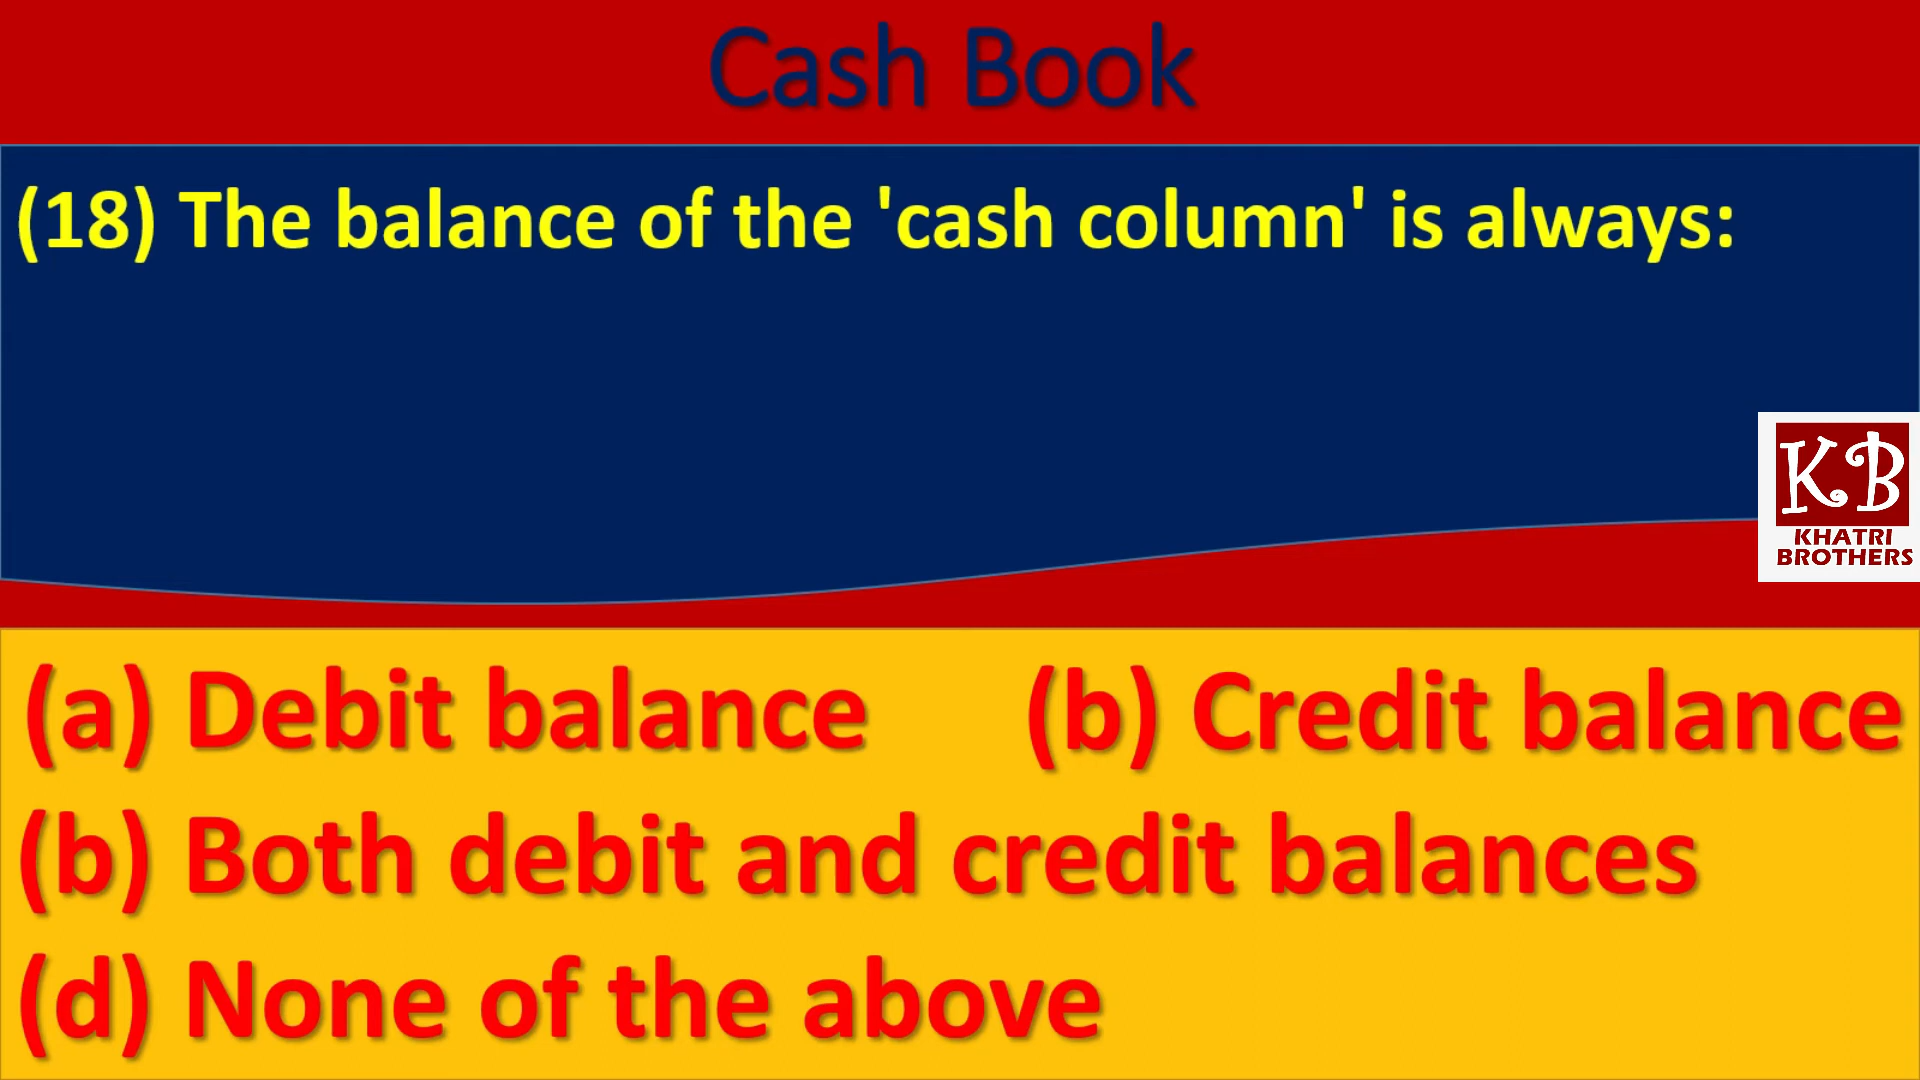 Cash Book
(18) The balance of the 'cash column' is always:
KB
KHATRI
BROTHERS
(a) Debit balance (b) Credit balance
(b) Both debit and credit balances
(d) None of the above